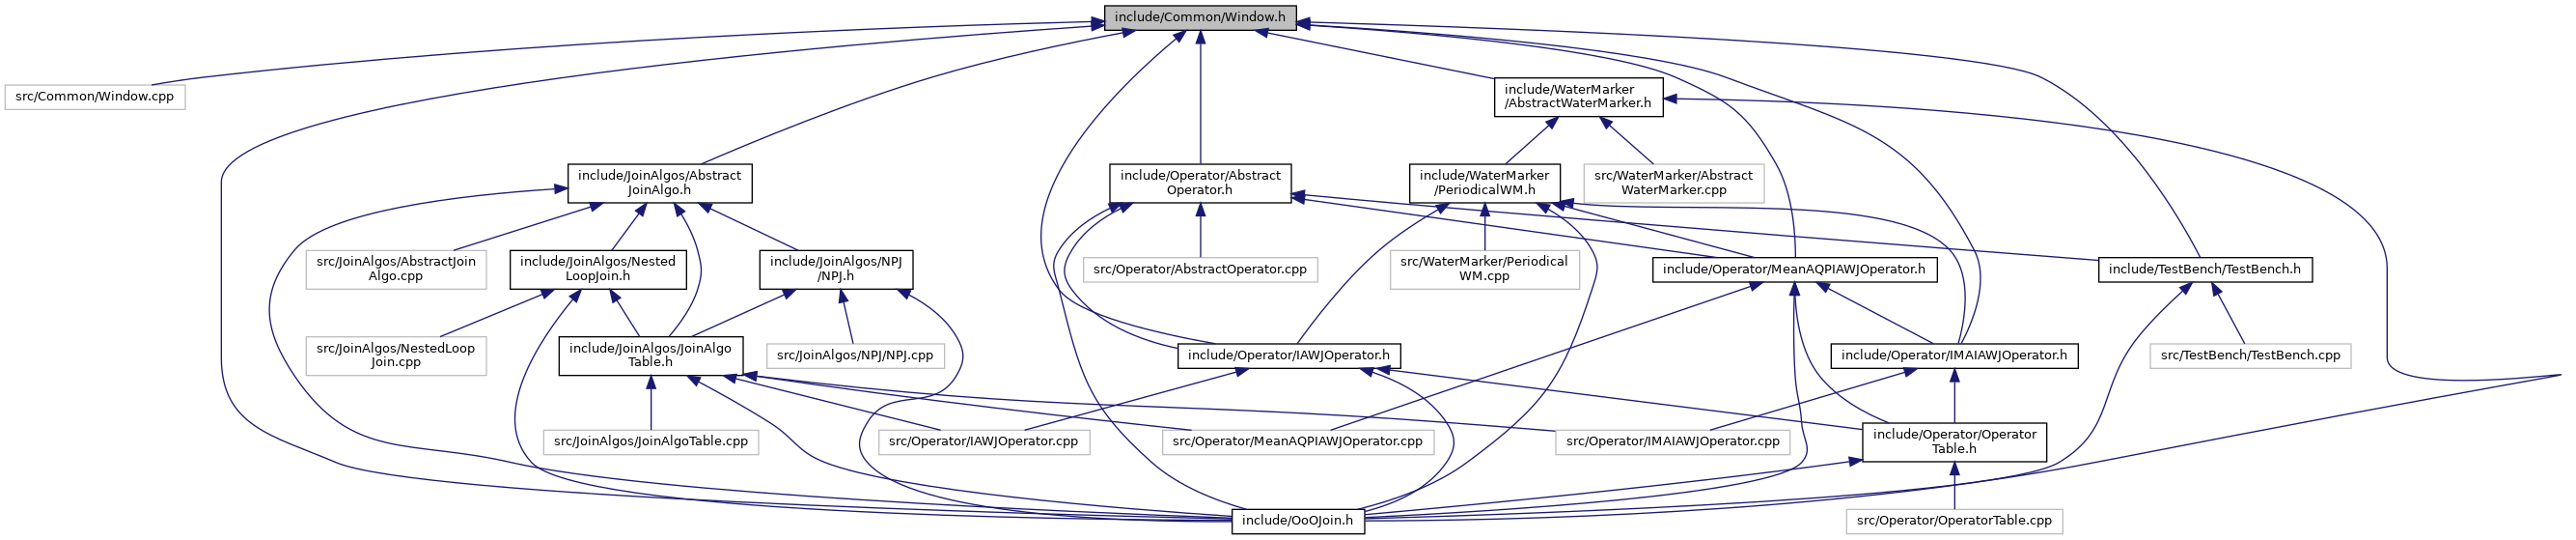 include/Common/Window.h
src/Common/Window.cpp
include/WaterMarker
/AbstractWaterMarker.h
include/JoinAlgos/Abstract
JoinAlgo.h
include/Operator/Abstract
Operator.h
include/WaterMarker
/PeriodicalWM.h
src/WaterMarker/Abstract
WaterMarker.cpp
src/JoinAlgos/AbstractJoin
Algo.cpp
include/JoinAlgos/Nested
LoopJoin.h
include/JoinAlgos/NPJ
/NPJ.h
src/Operator/AbstractOperator.cpp
src/WaterMarker/Periodical
WM.cpp
include/Operator/MeanAQPIAWJOperator.h
include/TestBench/TestBench.h
src/JoinAlgos/NestedLoop
Join.cpp
include/JoinAlgos/JoinAlgo
Table.h
src/JoinAlgos/NPJ/NPJ.cpp
include/Operator/IAWJOperator.h
include/Operator/IMAIAWJOperator.h
src/TestBench/TestBench.cpp
src/JoinAlgos/JoinAlgoTable.cpp
src/Operator/IAWJOperator.cpp
src/Operator/MeanAQPIAWJOperator.cpp
src/Operator/IMAIAWJOperator.cpp
include/Operator/Operator
Table.h
include/OoOJoin.h
src/Operator/OperatorTable.cpp